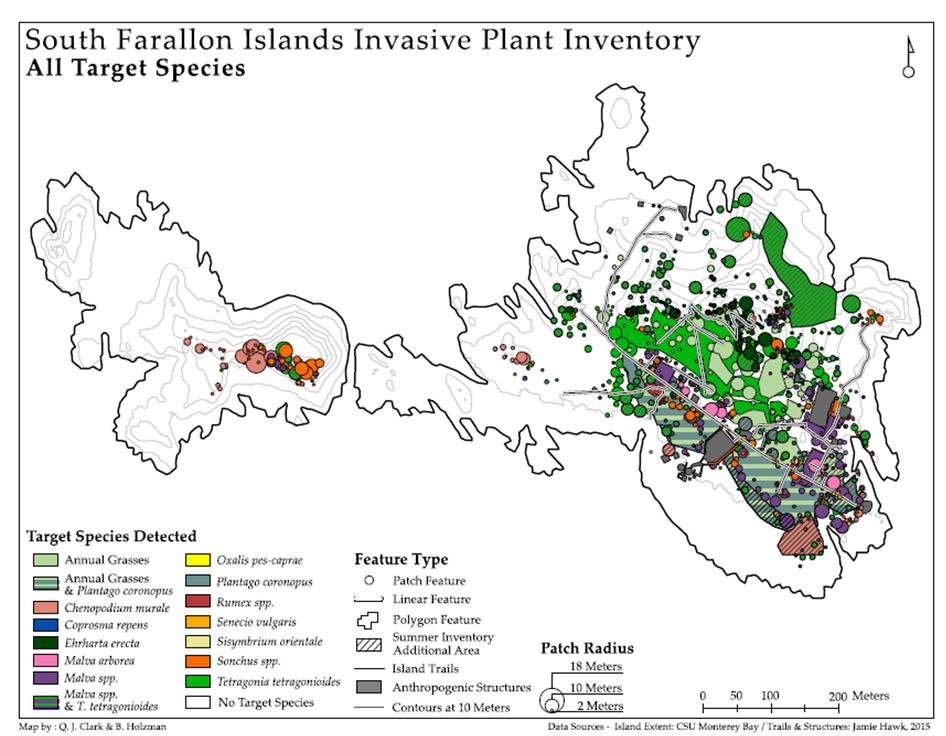 South Farallon Islands Invasive Plant Inventory
All Target Species
Target Species Detected
Annual Grasses
Annual Grasses
& Plantago coronopus
Chenopodium murale
Coprosma repens
Ehrharta erecta
Malva arborea
Malva spp.
Malva spp.
& T. tetragonioides
Oxalis pes-caprae
Plantago coronopus
Rumex spp.
Senecio vulgaris
Sisymbrium orientale
Sonchus spp.
Tetragonia tetragonioides
No Target Species
Feature Type
Patch Feature
Linear Feature
Polygon Feature
Summer Inventory
Additional Area
Island Trails
Anthropogenic Structures
Contours at 10 Meters
Patch Radius
18 Meters
10 Meters
2 Meters
0 50 100 200 Meters
Map by : Q. J. Clark & B. Holzman
Data Sources - Island Extent: CSU Monterey Bay / Trails & Structures: Jamie Hawk, 2015